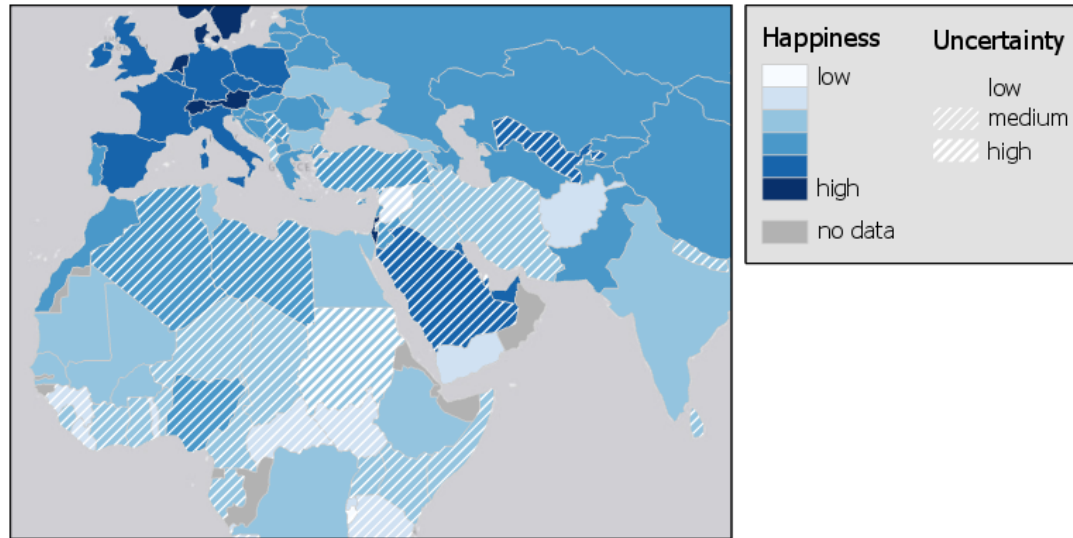 Happiness
low
high
no data
Uncertainty
low
medium
high